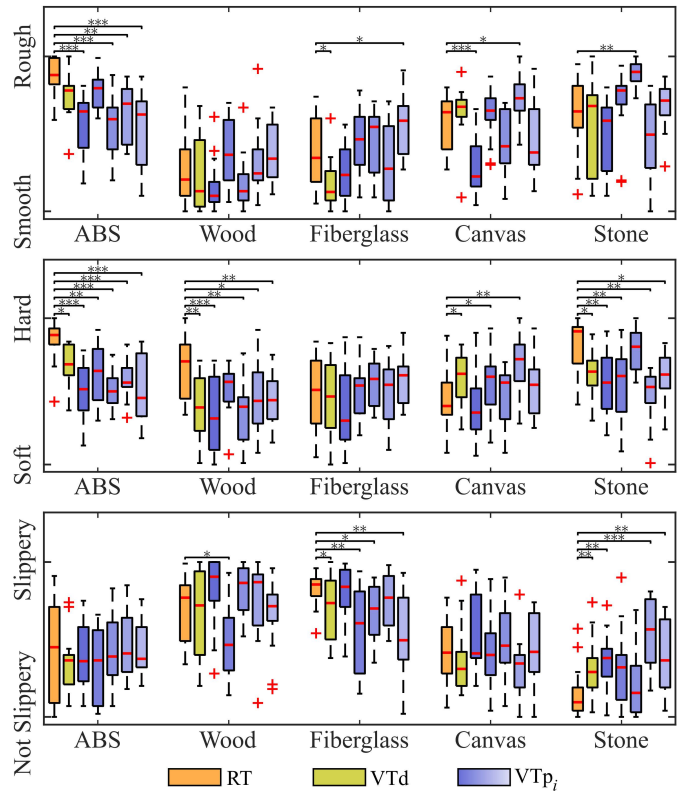 Rough
***
**
*** * *
*** * *** **
Smooth
ABS Wood Fiberglass Canvas Stone
Hard
***
*** ** *
*** * **
** ** ** **
*** *** * **
* ** * *
Soft
ABS Wood Fiberglass Canvas Stone
Slippery
** **
* ***
** **
* * **
Not Slippery
ABS Wood Fiberglass Canvas Stone
RT VTd VTpᵢ